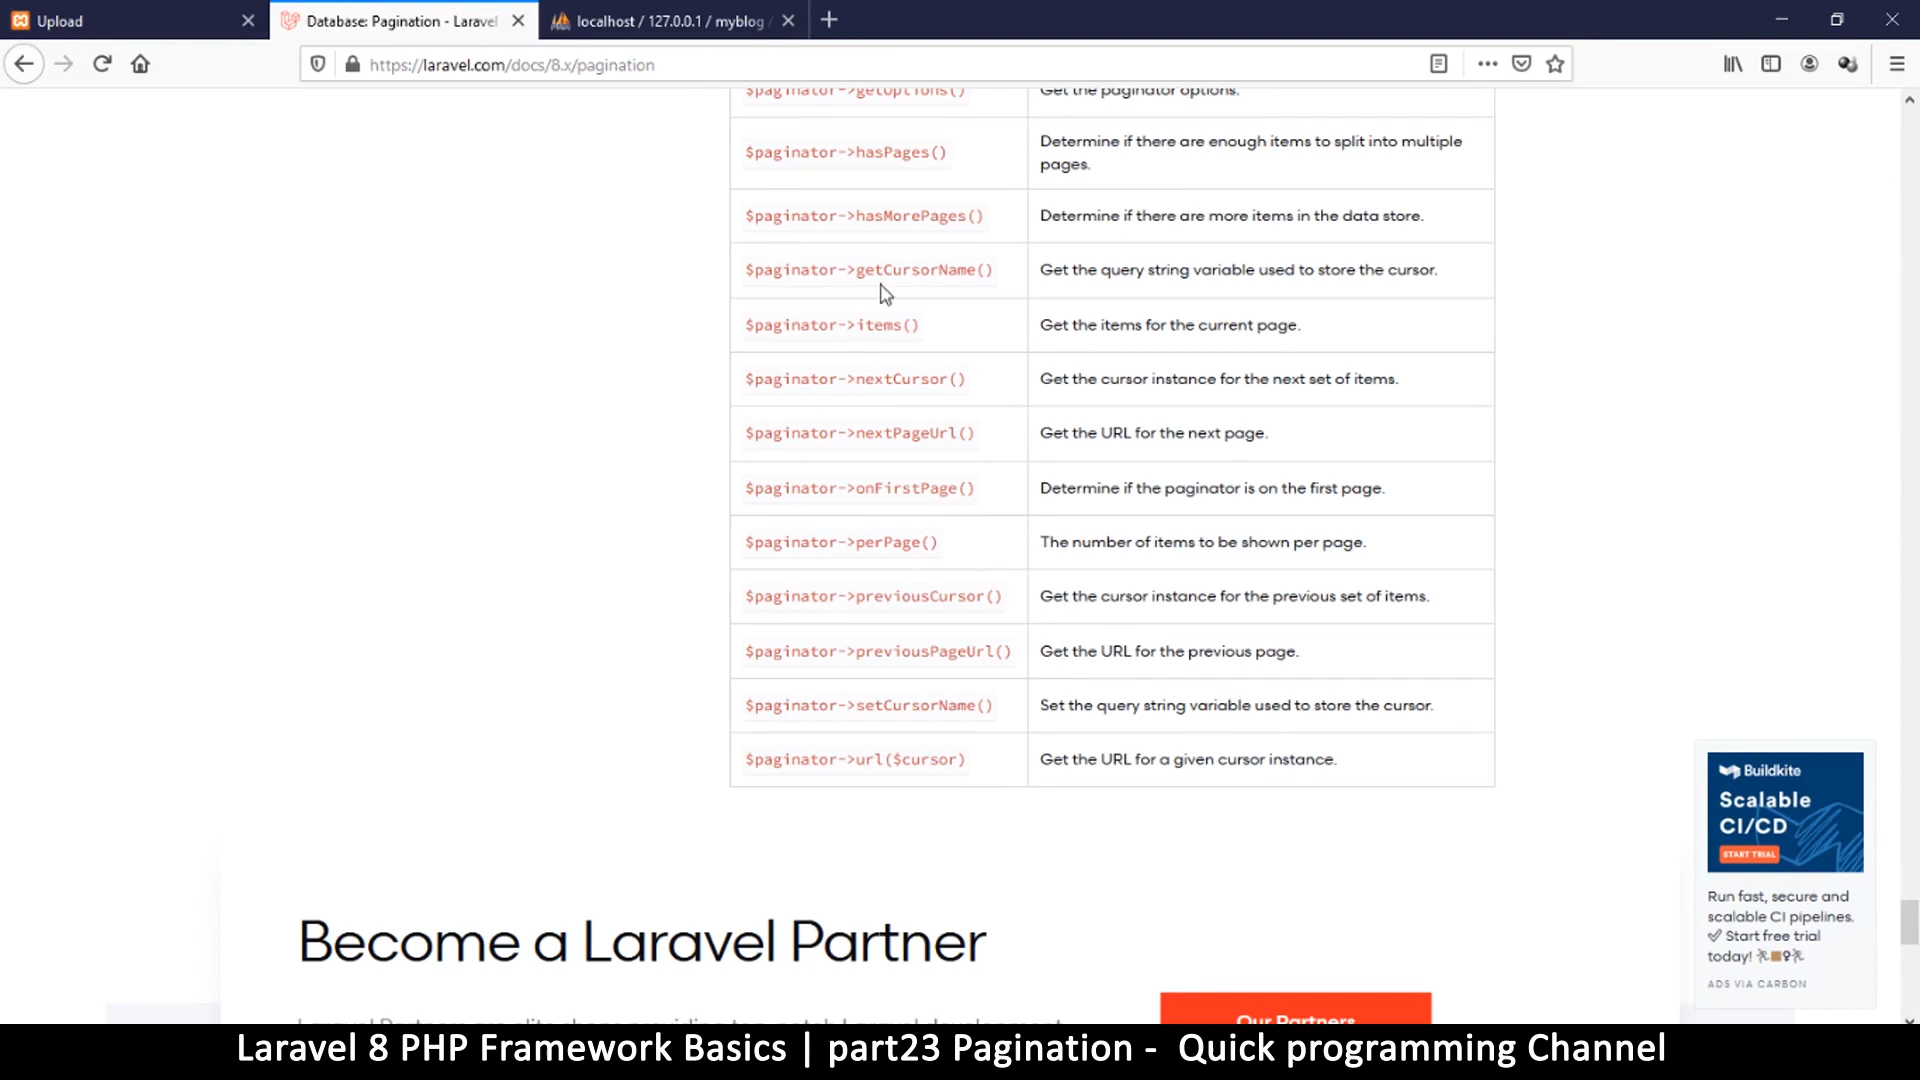 Upload
Database: Pagination - Laravel
localhost / 127.0.0.1 / myblog /
https://laravel.com/docs/8.x/pagination
$paginator->getOptions() Get the paginator options.
$paginator->hasPages() Determine if there are enough items to split into multiple
pages.
$paginator->hasMorePages() Determine if there are more items in the data store.
$paginator->getCursorName() Get the query string variable used to store the cursor.
$paginator->items() Get the items for the current page.
$paginator->nextCursor() Get the cursor instance for the next set of items.
$paginator->nextPageUrl() Get the URL for the next page.
$paginator->onFirstPage() Determine if the paginator is on the first page.
$paginator->perPage() The number of items to be shown per page.
$paginator->previousCursor() Get the cursor instance for the previous set of items.
$paginator->previousPageUrl() Get the URL for the previous page.
$paginator->setCursorName() Set the query string variable used to store the cursor.
$paginator->url($cursor) Get the URL for a given cursor instance.
Buildkite
Scalable
CI/CD
START TRIAL
Run fast, secure and
scalable CI pipelines.
✓ Start free trial
today!
ADS VIA CARBON
Become a Laravel Partner
Our Partners
Laravel 8 PHP Framework Basics | part23 Pagination - Quick programming Channel